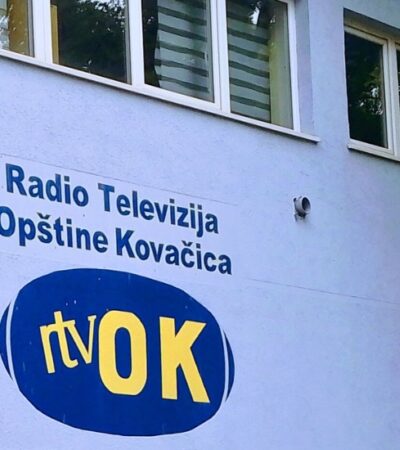 Radio Televizija
Opštine Kovačica
rtvOK